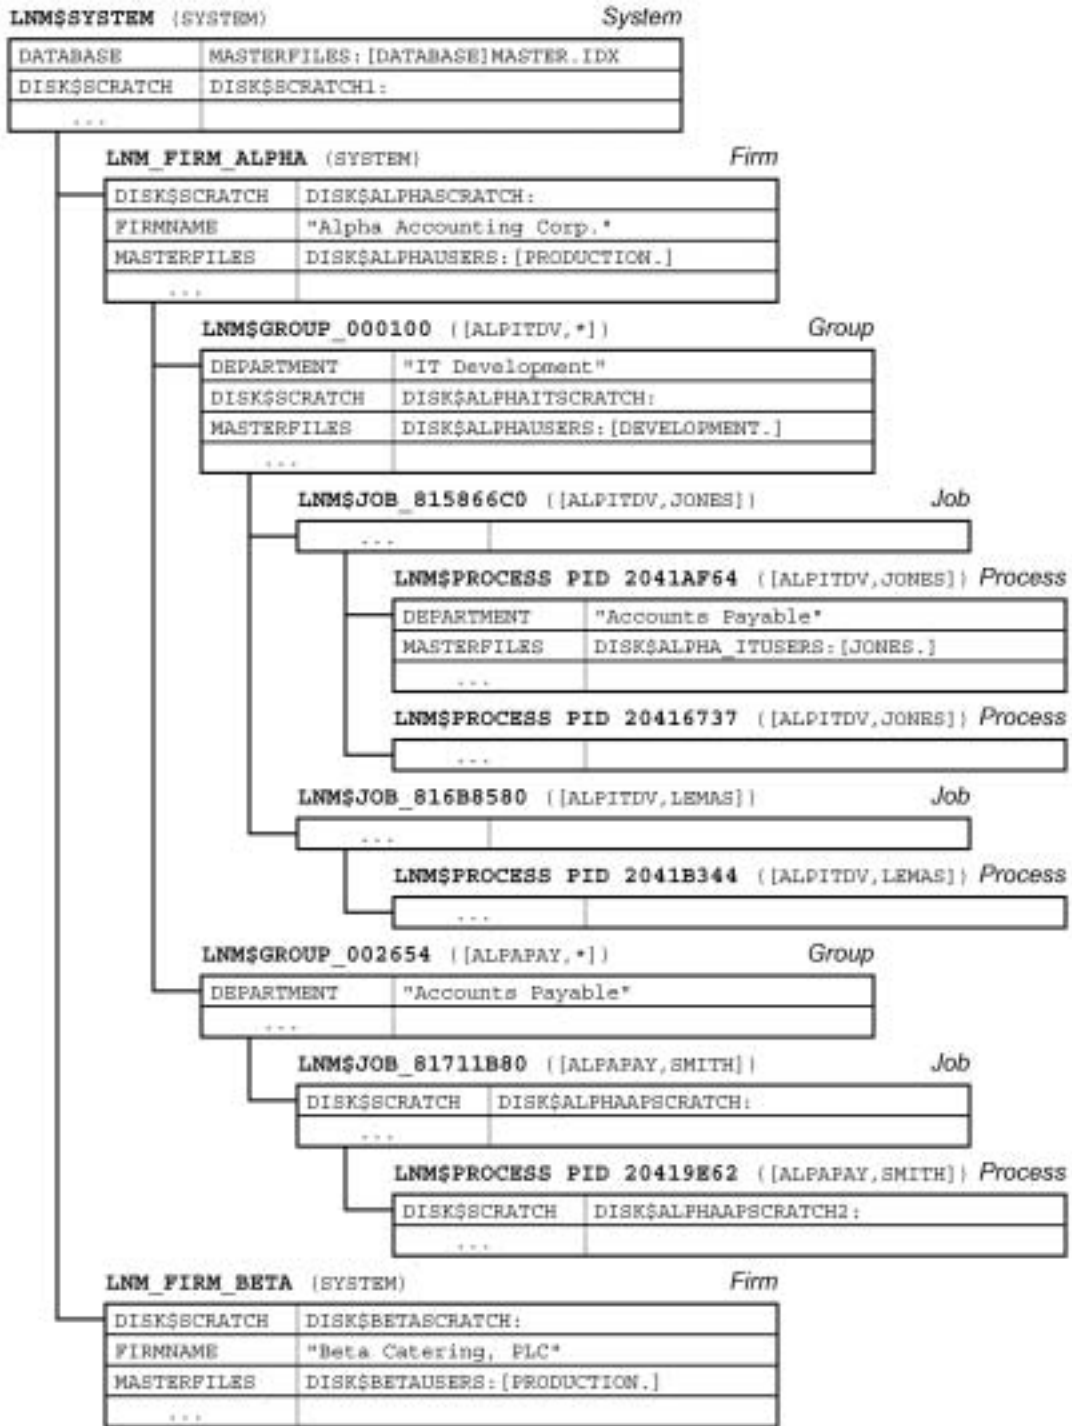 LNM$SYSTEM (SYSTEM) System
DATABASE MASTERFILES:[DATABASE]MASTER.IDX
DISK$SCRATCH DISK$SCRATCH1:
...
LNM_FIRM_ALPHA (SYSTEM) Firm
DISK$SCRATCH DISK$ALPHASCRATCH:
FIRMNAME "Alpha Accounting Corp."
MASTERFILES DISK$ALPHAUSERS:[PRODUCTION.]
...
LNM$GROUP_000100 ([ALPITDV,*]) Group
DEPARTMENT "IT Development"
DISK$SCRATCH DISK$ALPHAITSCRATCH:
MASTERFILES DISK$ALPHAUSERS:[DEVELOPMENT.]
...
LNM$JOB_815866C0 ([ALPITDV,JONES]) Job
...
LNM$PROCESS PID 2041AF64 ([ALPITDV,JONES]) Process
DEPARTMENT "Accounts Payable"
MASTERFILES DISK$ALPHA_ITUSERS:[JONES.]
...
LNM$PROCESS PID 20416737 ([ALPITDV,JONES]) Process
...
LNM$JOB_816B8580 ([ALPITDV,LEMAS]) Job
...
LNM$PROCESS PID 2041B344 ([ALPITDV,LEMAS]) Process
...
LNM$GROUP_002654 ([ALPAPAY,*]) Group
DEPARTMENT "Accounts Payable"
...
LNM$JOB_81711B80 ([ALPAPAY,SMITH]) Job
DISK$SCRATCH DISK$ALPHAAPSCRATCH:
...
LNM$PROCESS PID 20419E62 ([ALPAPAY,SMITH]) Process
DISK$SCRATCH DISK$ALPHAAPSCRATCH2:
...
LNM_FIRM_BETA (SYSTEM) Firm
DISK$SCRATCH DISK$BETASCRATCH:
FIRMNAME "Beta Catering, PLC"
MASTERFILES DISK$BETAUSERS:[PRODUCTION.]
...